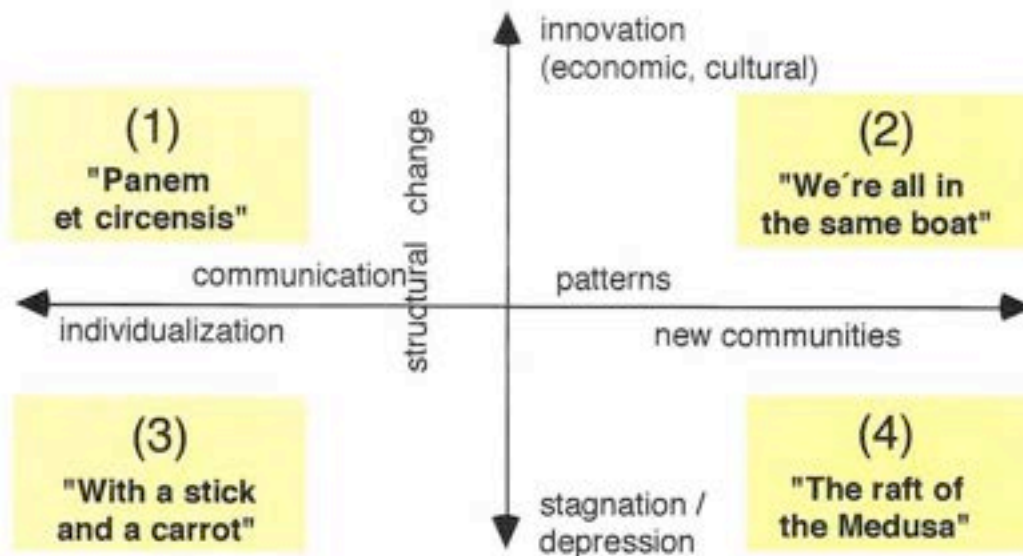 innovation
(economic, cultural)
(1)
"Panem
et circensis"
structural change
(2)
"We´re all in
the same boat"
communication
patterns
individualization
new communities
(3)
"With a stick
and a carrot"
stagnation /
depression
(4)
"The raft of
the Medusa"